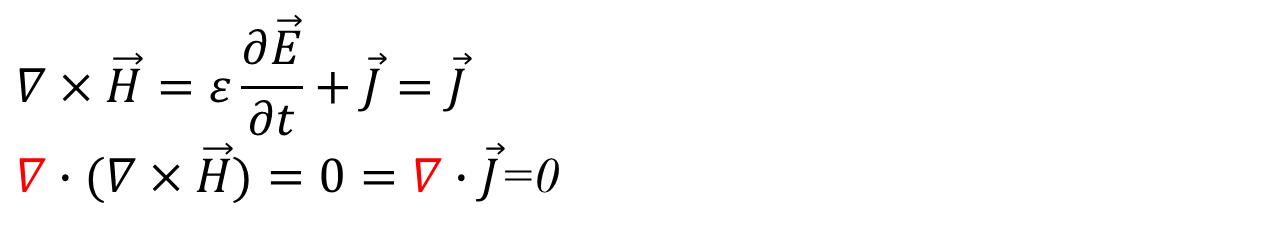 ∇ × H⃗ = ε ∂E⃗/∂t + J⃗ = J⃗
∇ · (∇ × H⃗) = 0 = ∇ · J⃗=0